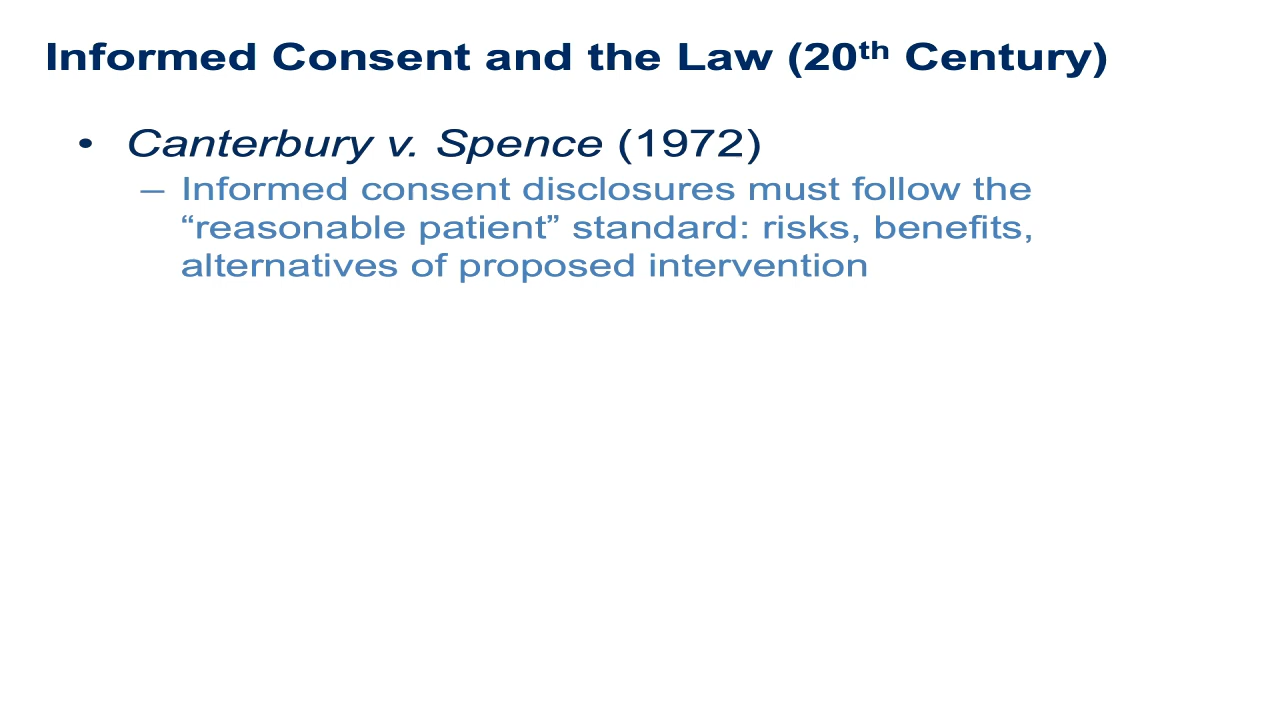 Informed Consent and the Law (20th Century)
• Canterbury v. Spence (1972)
– Informed consent disclosures must follow the
“reasonable patient” standard: risks, benefits,
alternatives of proposed intervention